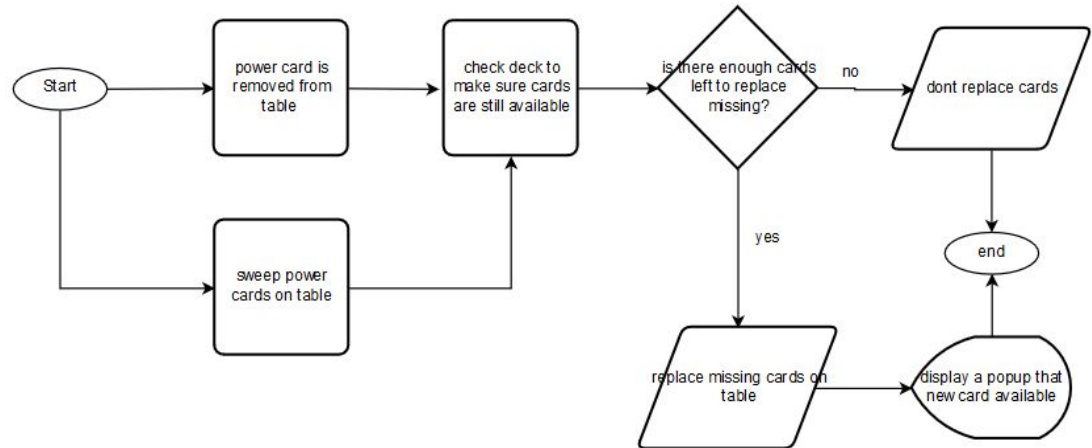 Start
power card is
removed from
table
check deck to
make sure cards
are still available
is there enough cards
left to replace
missing?
no
dont replace cards
yes
end
sweep power
cards on table
replace missing cards on
table
display a popup that
new card available